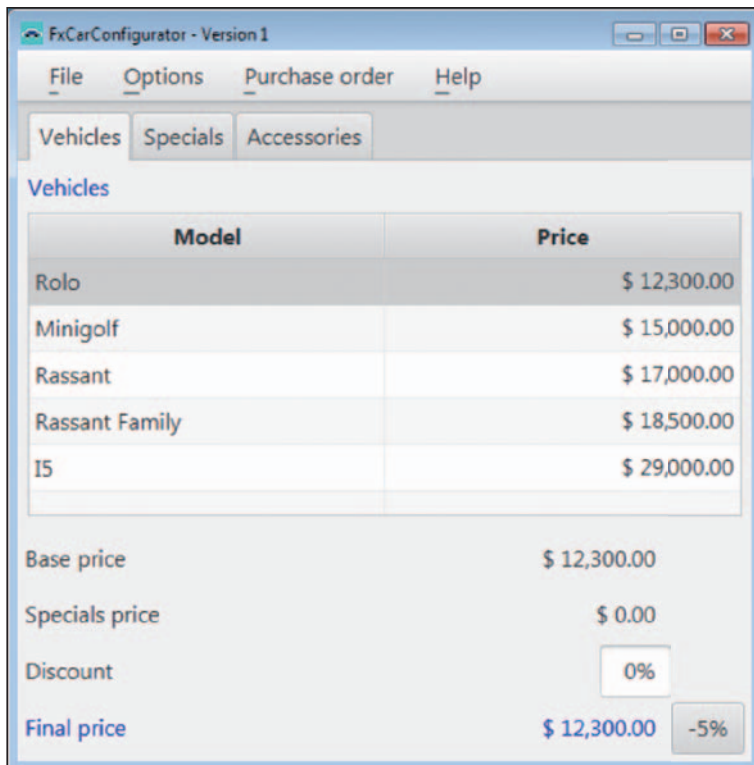 FxCarConfigurator - Version 1
File Options Purchase order Help
Vehicles Specials Accessories
Vehicles
Model Price
Rolo $ 12,300.00
Minigolf $ 15,000.00
Rassant $ 17,000.00
Rassant Family $ 18,500.00
I5 $ 29,000.00
Base price $ 12,300.00
Specials price $ 0.00
Discount 0%
Final price $ 12,300.00 -5%